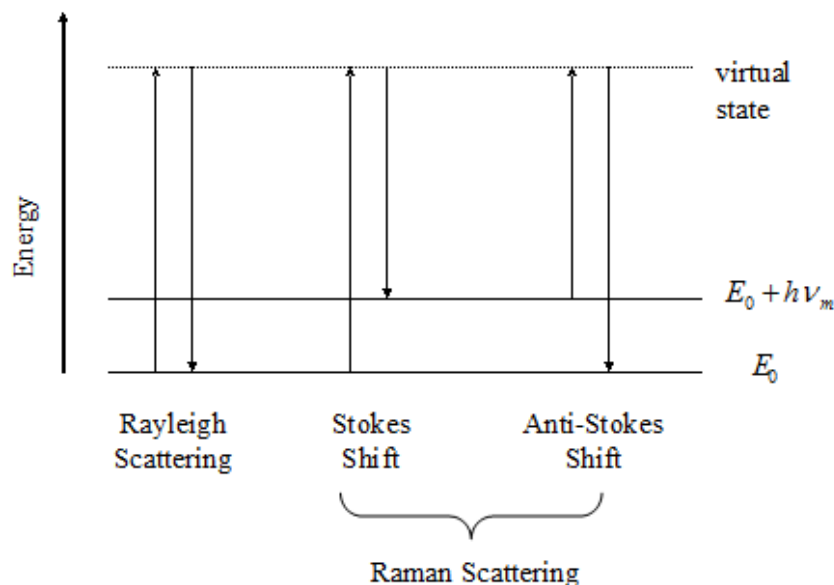 virtual
state
Energy
E₀ + hνₘ
E₀
Rayleigh
Scattering
Stokes
Shift
Anti-Stokes
Shift
Raman Scattering